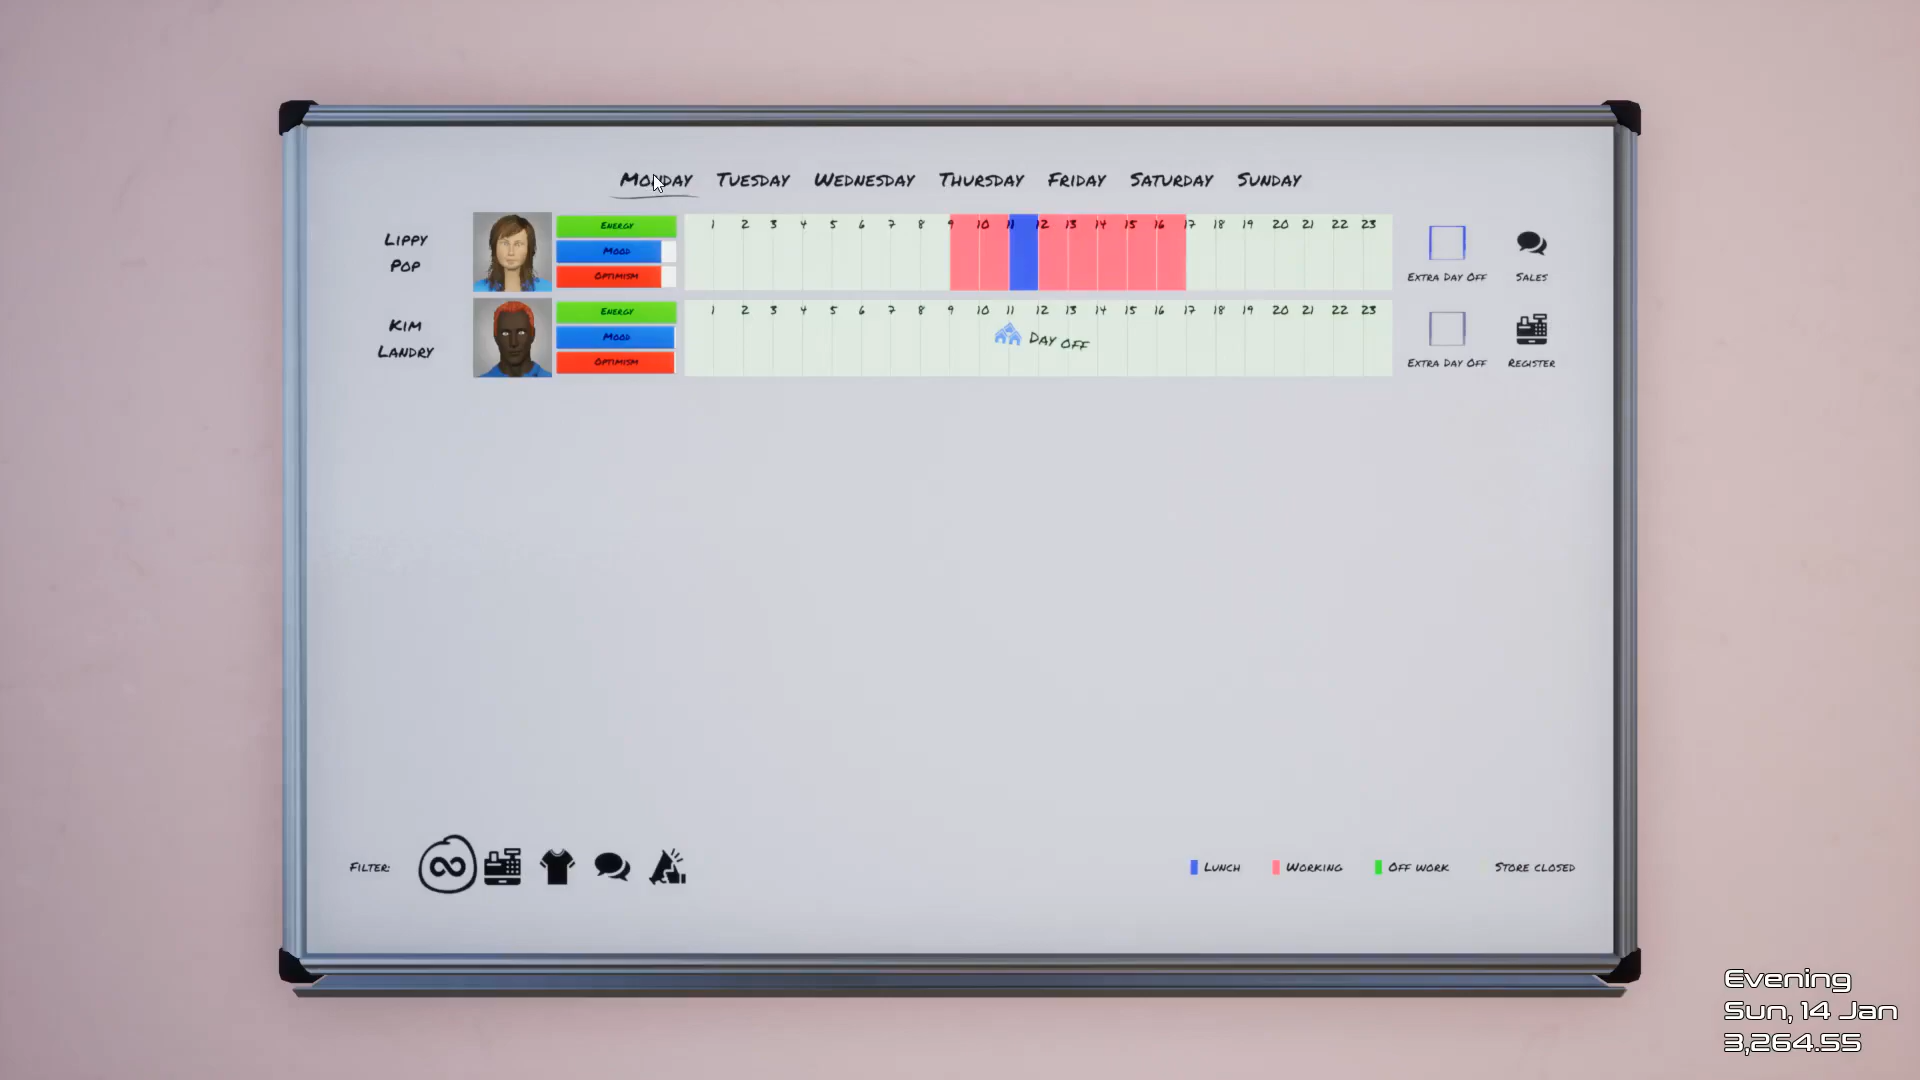 Monday Tuesday Wednesday Thursday Friday Saturday Sunday
Lippy
Pop
Energy
Mood
Optimism
1 2 3 4 5 6 7 8 9 10 11 12 13 14 15 16 17 18 19 20 21 22 23
Extra Day Off
Sales
Kim
Landry
Energy
Mood
Optimism
1 2 3 4 5 6 7 8 9 10 11 12 13 14 15 16 17 18 19 20 21 22 23
Day Off
Extra Day Off
Register
Filter:
Lunch Working Off work Store closed
Evening
Sun, 14 Jan
3,264.55